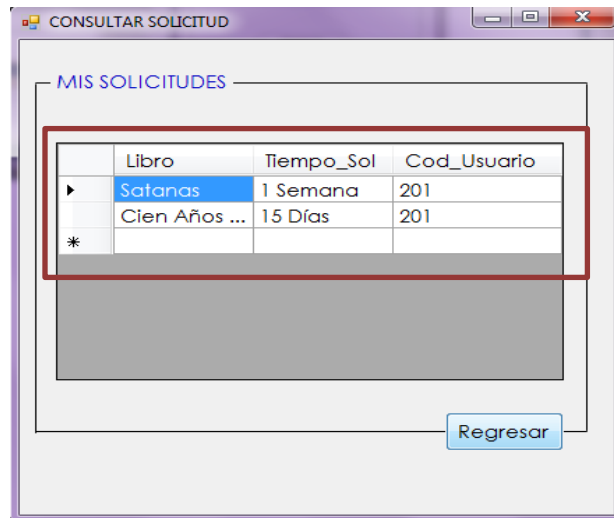 CONSULTAR SOLICITUD
MIS SOLICITUDES
Libro Tiempo_Sol Cod_Usuario
Satanas 1 Semana 201
Cien Años ... 15 Días 201
Regresar